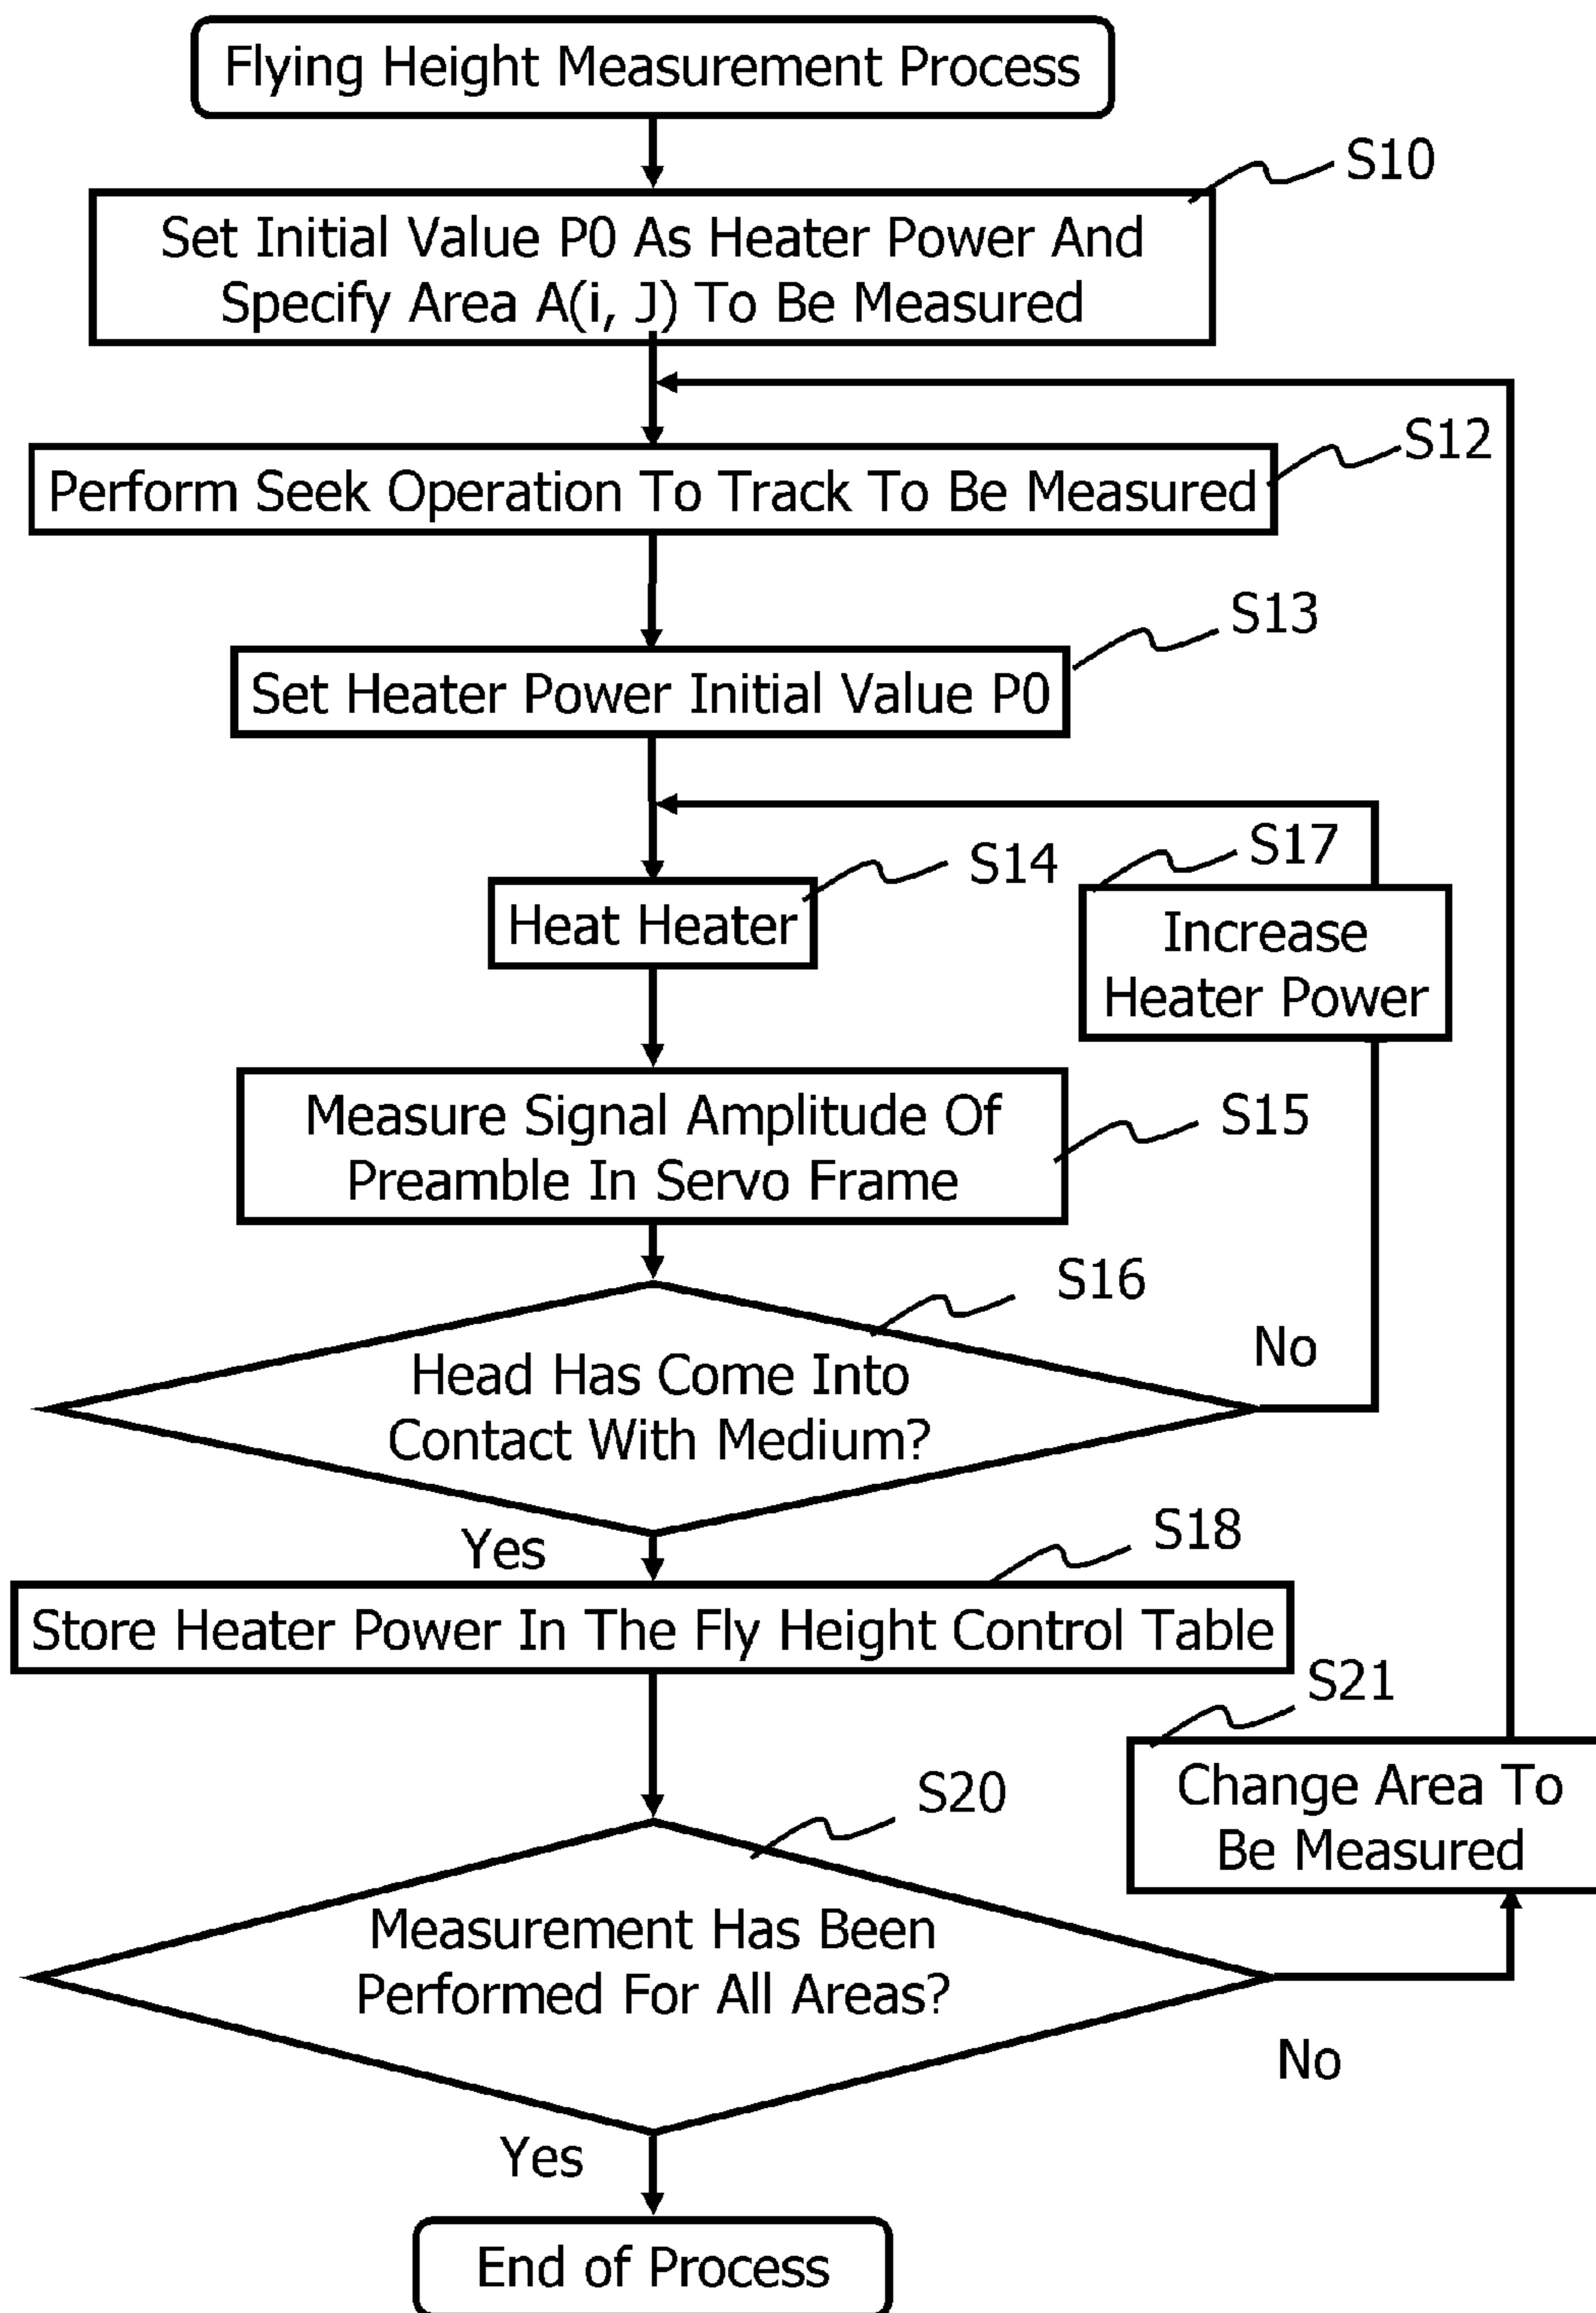 Flying Height Measurement Process
S10
Set Initial Value P0 As Heater Power And
Specify Area A(i, J) To Be Measured
S12
Perform Seek Operation To Track To Be Measured
S13
Set Heater Power Initial Value P0
S14
Heat Heater
S17
Increase
Heater Power
S15
Measure Signal Amplitude Of
Preamble In Servo Frame
S16
Head Has Come Into
Contact With Medium?
No
Yes
S18
Store Heater Power In The Fly Height Control Table
S21
Change Area To
Be Measured
S20
Measurement Has Been
Performed For All Areas?
No
Yes
End of Process